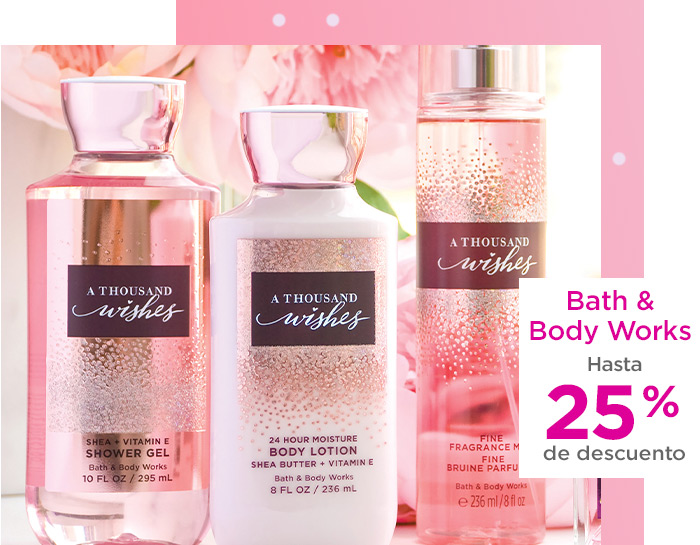 A THOUSAND
wishes
SHEA + VITAMIN E
SHOWER GEL
Bath & Body Works
10 FL OZ / 295 mL
A THOUSAND
wishes
24 HOUR MOISTURE
BODY LOTION
SHEA BUTTER + VITAMIN E
Bath & Body Works
8 FL OZ / 236 mL
A THOUSAND
wishes
FINE
FRAGRANCE
FINE
BRUINE
Bath & Body Works
e 236 ml/8 fl oz
Bath &
Body Works
Hasta
25%
de descuento